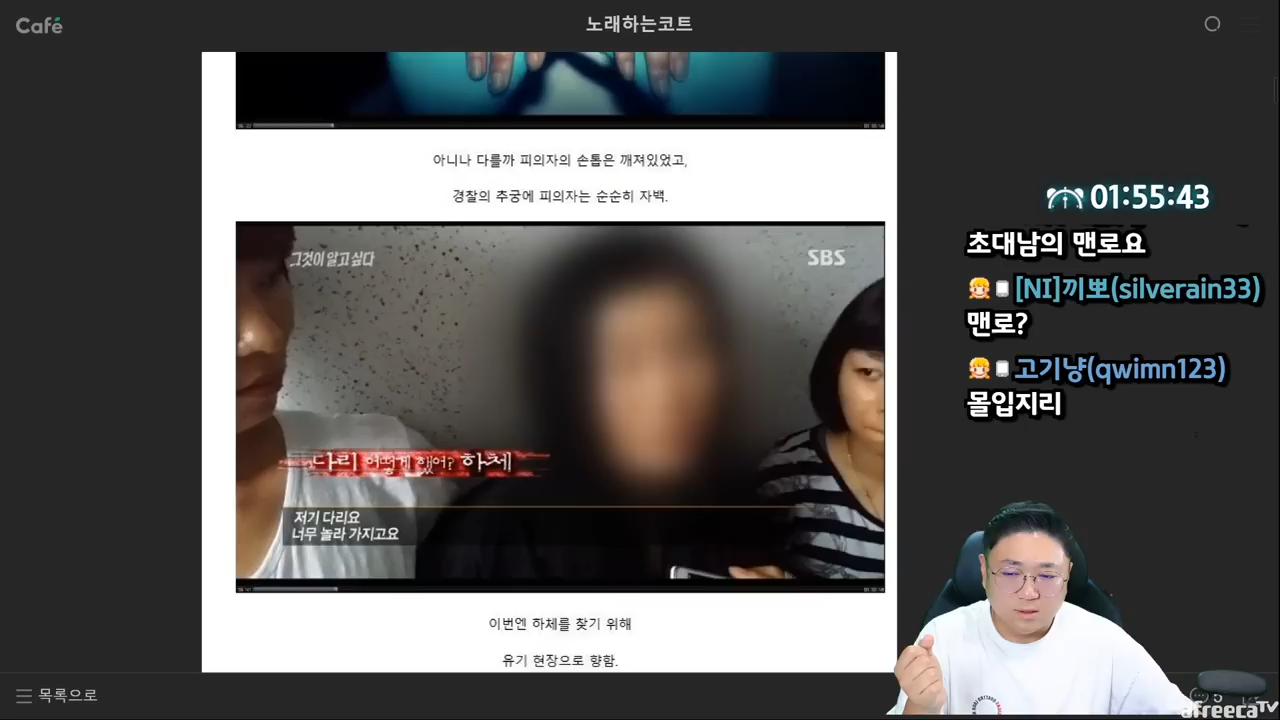 Café
노래하는코트
아니나 다를까 피의자의 손톱은 깨져있었고,
경찰의 추궁에 피의자는 순순히 자백.
그것이 알고싶다
SBS
다리 어떻게 했어? 하체
저기 다리요
너무 놀라 가지고요
이번엔 하체를 찾기 위해
유기 현장으로 향함.
목록으로
01:55:43
초대남의 맨로요
[NI]끼뽀(silverain33)
맨로?
고기냥(qwimn123)
몰입지리
5
afreecaTV